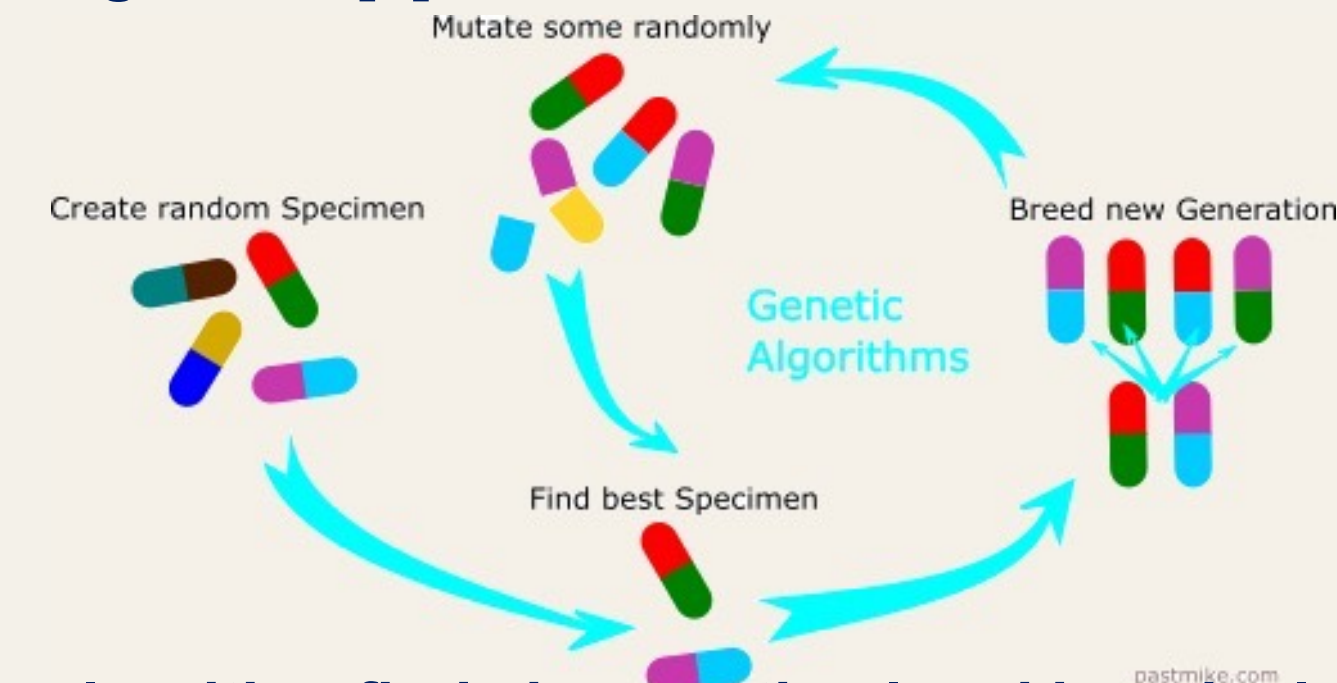 Mutate some randomly
Create random Specimen
Breed new Generation
Genetic
Algorithms
Find best Specimen
pastmike.com